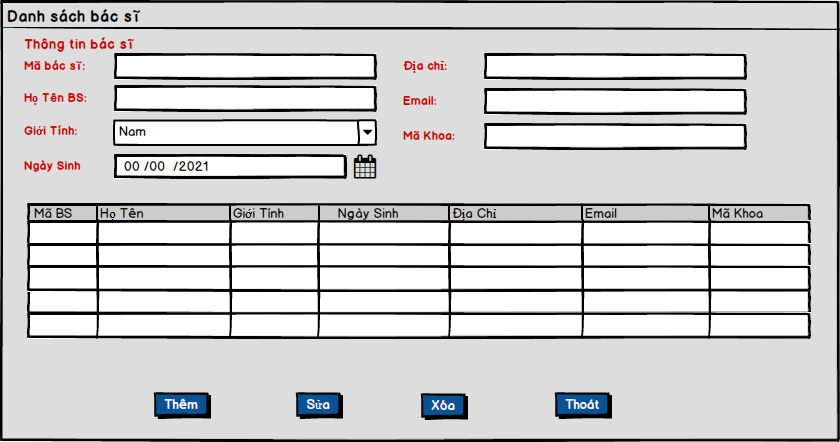 Danh sách bác sĩ
Thông tin bác sĩ
Mã bác sĩ:
Họ Tên BS:
Giới Tính: Nam
Ngày Sinh 00 /00 /2021
Địa chỉ:
Email:
Mã Khoa:
Mã BS Họ Tên Giới Tính Ngày Sinh Địa Chỉ Email Mã Khoa
Thêm Sửa Xóa Thoát